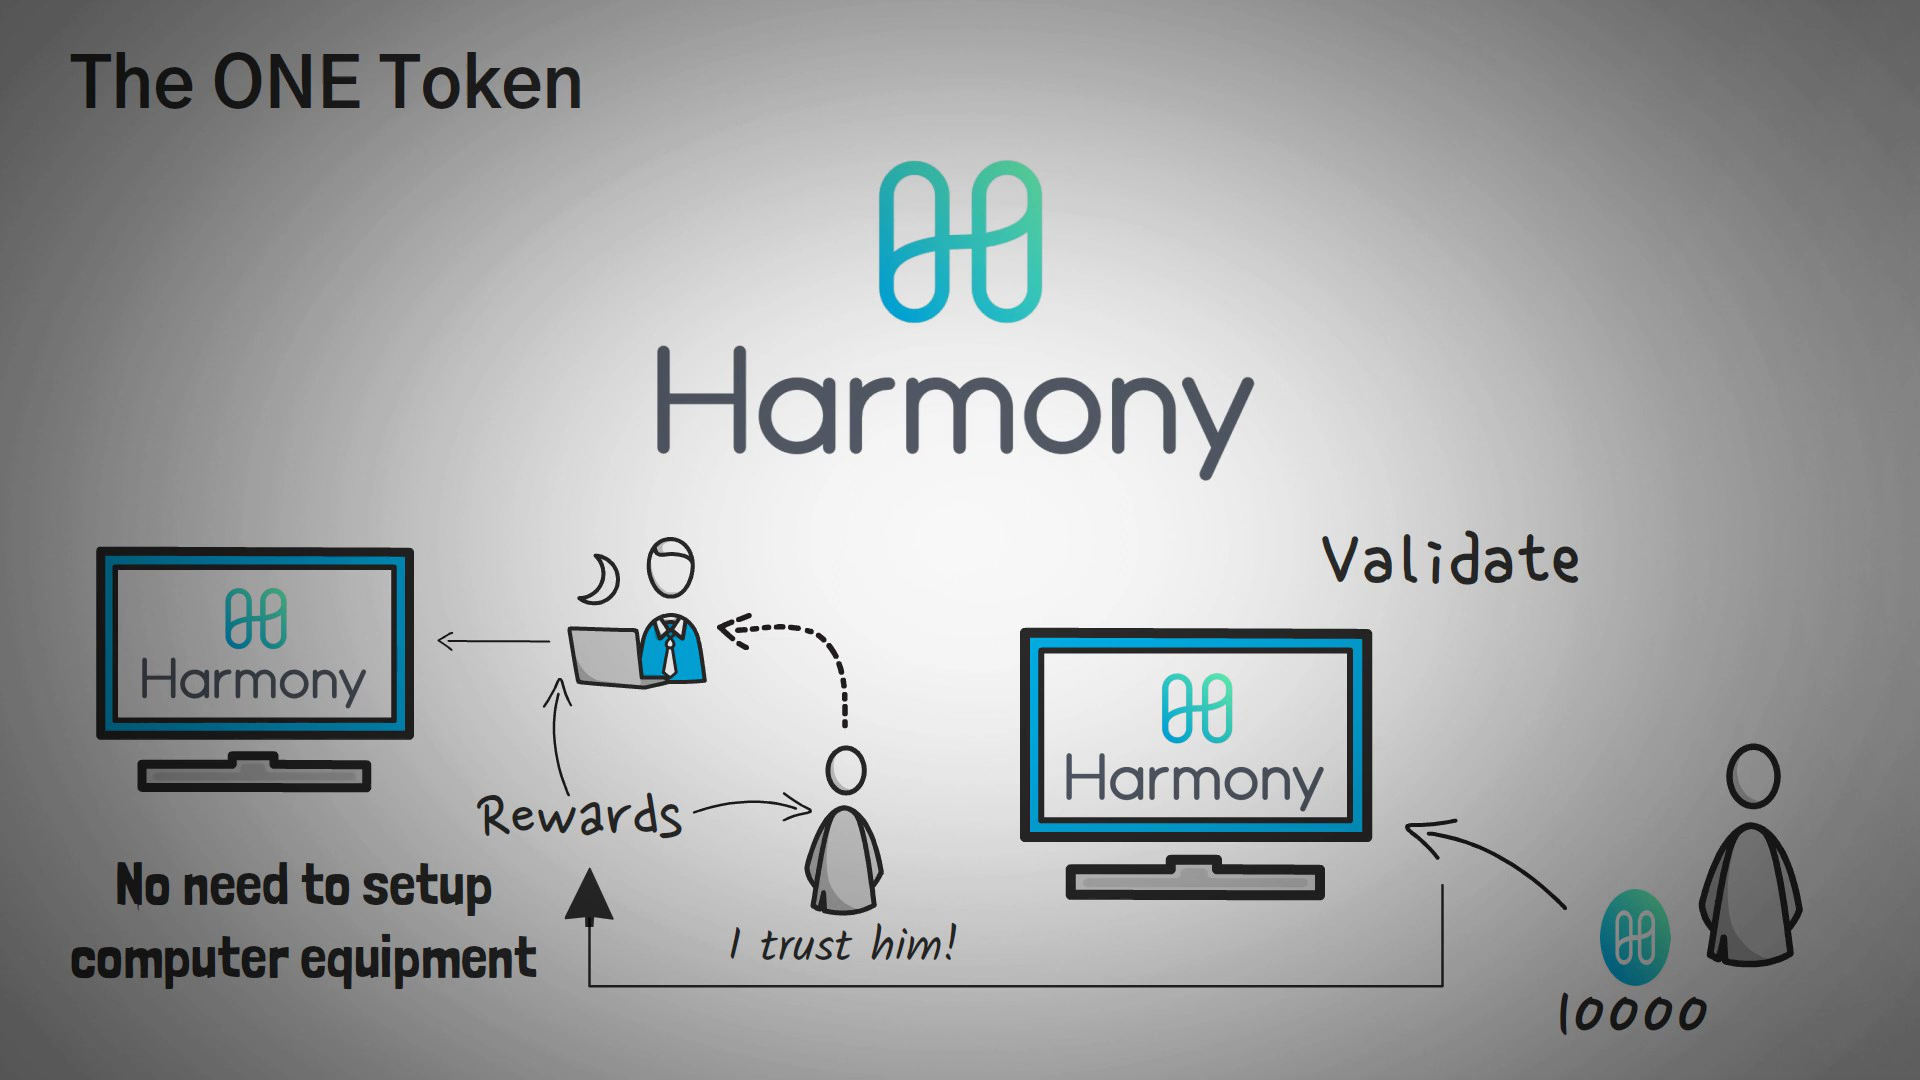 The ONE Token
Harmony
Validate
Harmony
Harmony
Rewards
No need to setup
computer equipment
I trust him!
10000